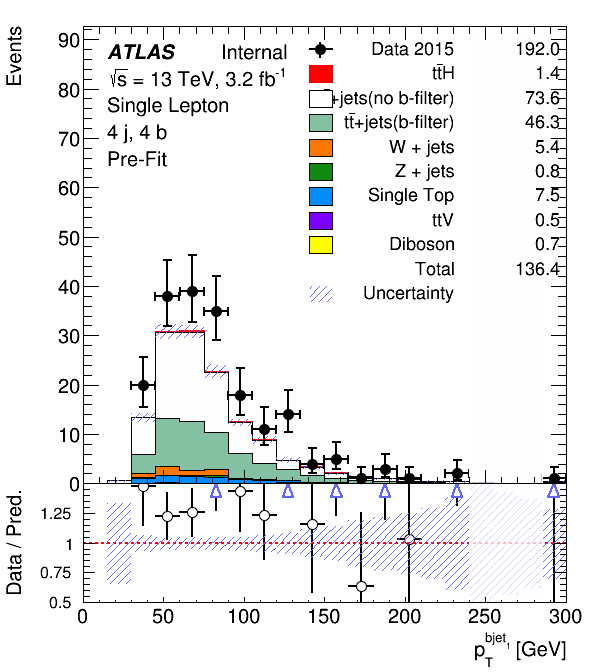 Events
90
80
70
60
50
40
30
20
10
0
ATLAS Internal
√s = 13 TeV, 3.2 fb⁻¹
Single Lepton
4 j, 4 b
Pre-Fit
Data 2015 192.0
tt̄H 1.4
+jets(no b-filter) 73.6
tt̄+jets(b-filter) 46.3
W + jets 5.4
Z + jets 0.8
Single Top 7.5
ttV 0.5
Diboson 0.7
Total 136.4
Uncertainty
Data / Pred.
1.25
1
0.75
0.5
0 50 100 150 200 250 300
p_T^bjet, [GeV]